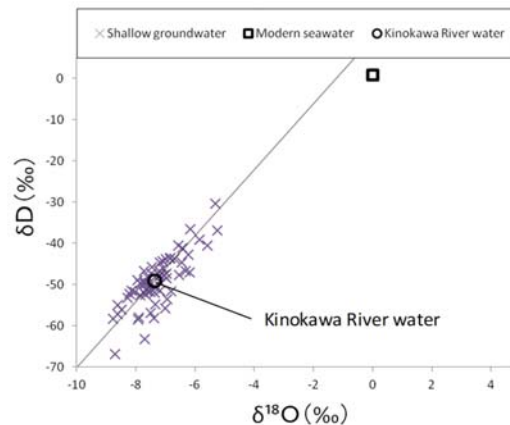 Shallow groundwater Modern seawater Kinokawa River water
0
-10
-20
-30
-40
-50
-60
-70
δD (‰)
Kinokawa River water
-10 -8 -6 -4 -2 0 2 4
δ¹⁸O (‰)